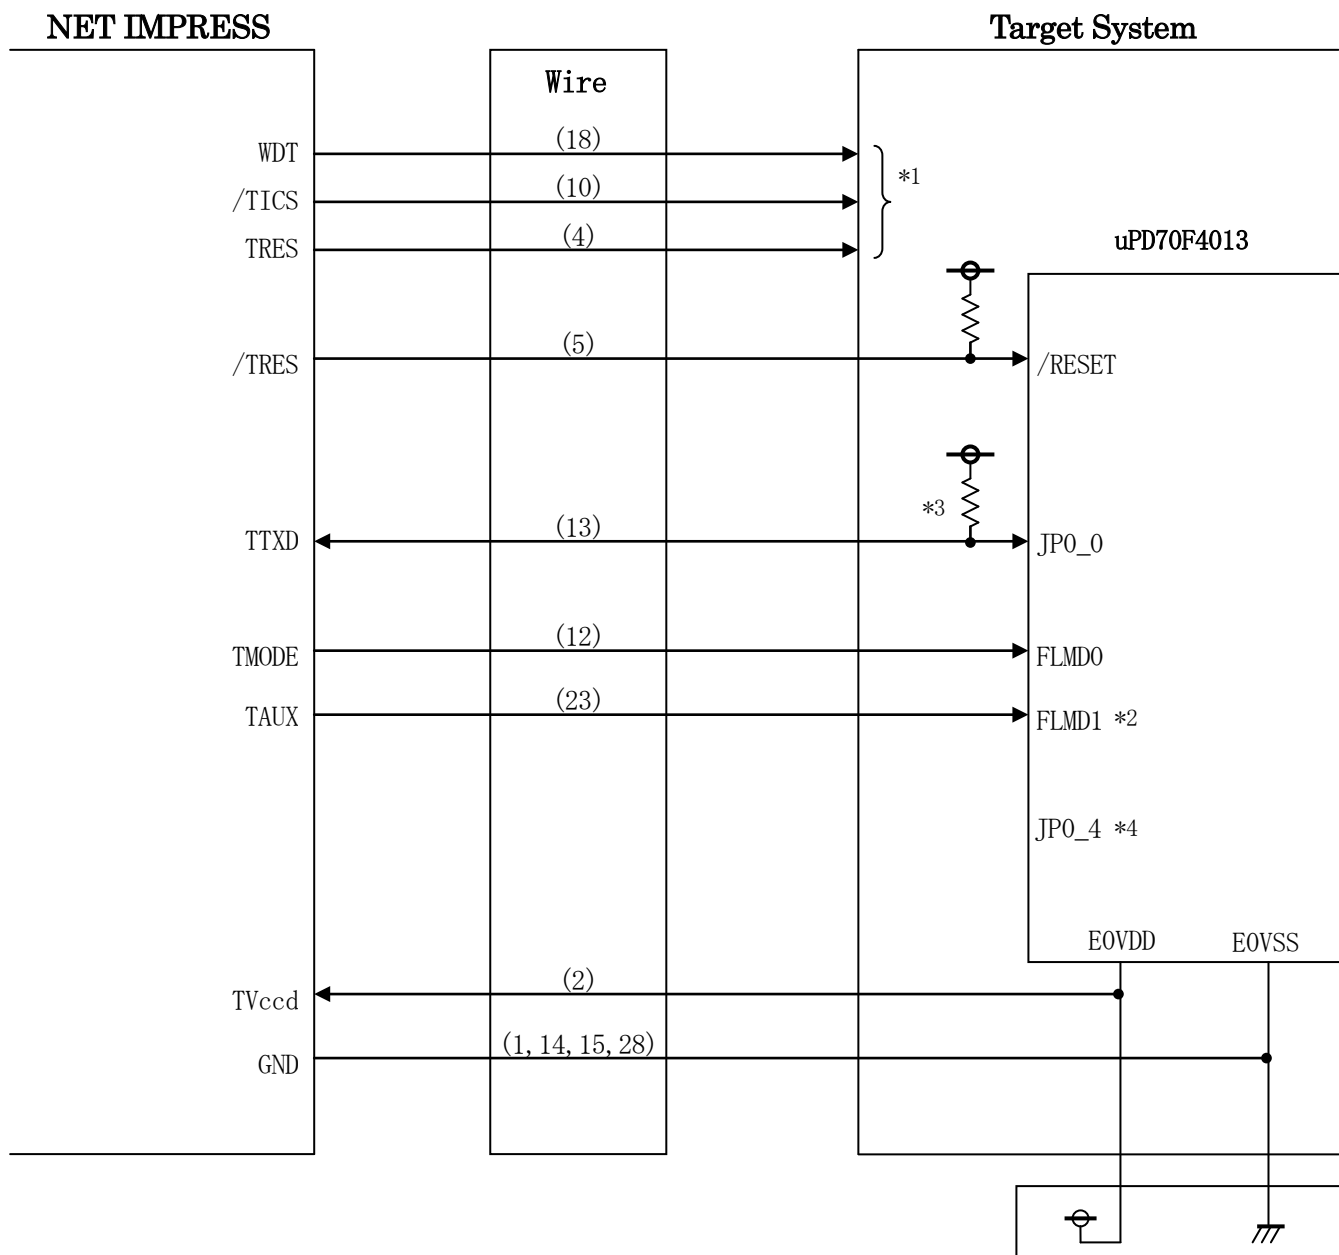 NET IMPRESS
Target System
Wire
WDT (18)
/TICS (10)
*1
TRES (4)
uPD70F4013
/TRES (5) /RESET
*3
TTXD (13) JP0_0
TMODE (12) FLMD0
TAUX (23) FLMD1 *2
JP0_4 *4
E0VDD E0VSS
TVccd (2)
GND (1,14,15,28)